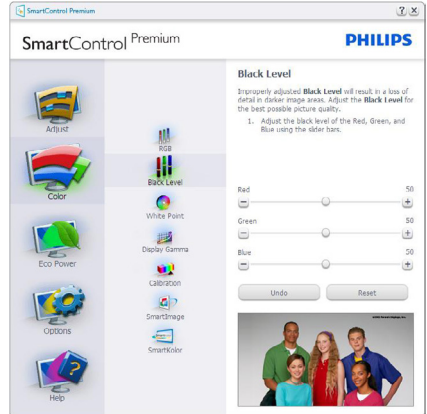 SmartControl Premium
SmartControl Premium
PHILIPS
Adjust
Color
Eco Power
Options
Help
RGB
Black Level
White Point
Display Gamma
Calibration
SmartImage
SmartKolor
Black Level
Improperly adjusted Black Level will result in a loss of
detail in darker image areas. Adjust the Black Level for
the best possible picture quality.
1. Adjust the black level of the Red, Green, and
Blue using the slider bars.
Red 50
Green 50
Blue 50
Undo Reset